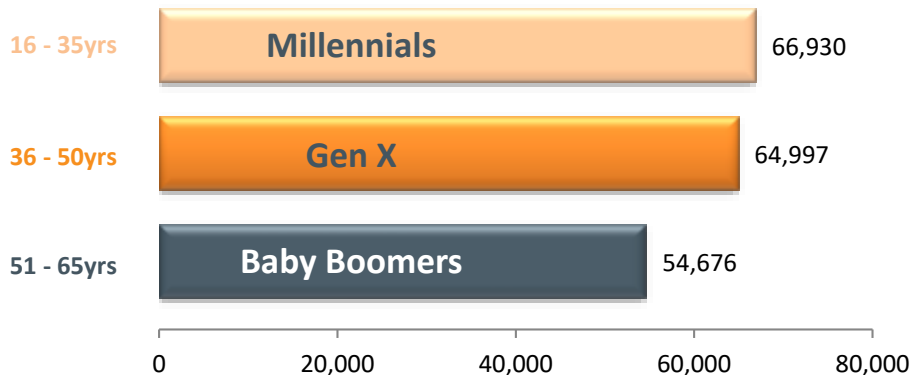 16 - 35yrs Millennials 66,930
36 - 50yrs Gen X 64,997
51 - 65yrs Baby Boomers 54,676
0 20,000 40,000 60,000 80,000